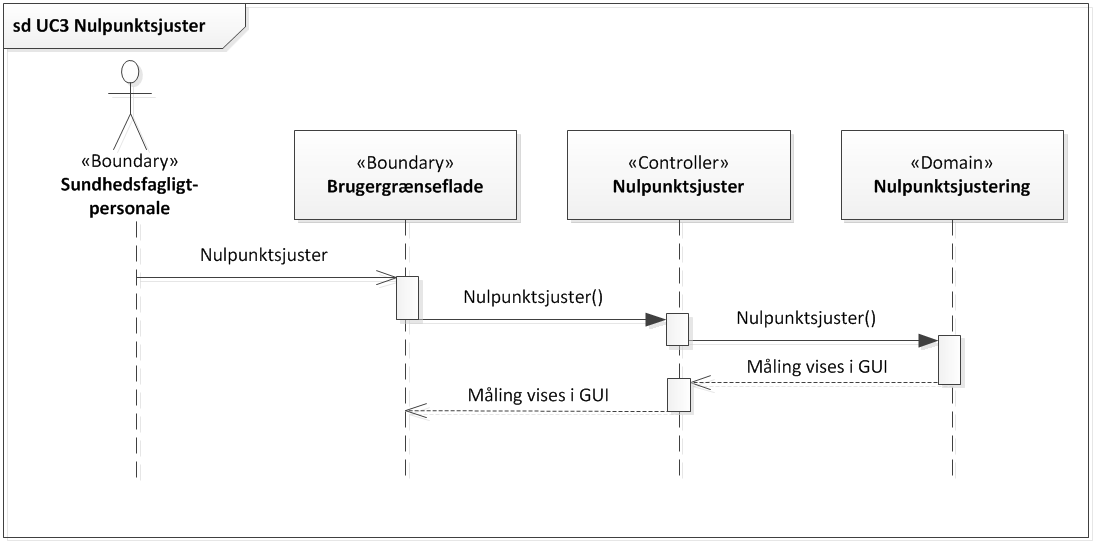 sd UC3 Nulpunktsjuster
«Boundary»
Sundhedsfagligt-
personale
«Boundary»
Brugergrænseflade
«Controller»
Nulpunktsjuster
«Domain»
Nulpunktsjustering
Nulpunktsjuster
Nulpunktsjuster()
Nulpunktsjuster()
Måling vises i GUI
Måling vises i GUI